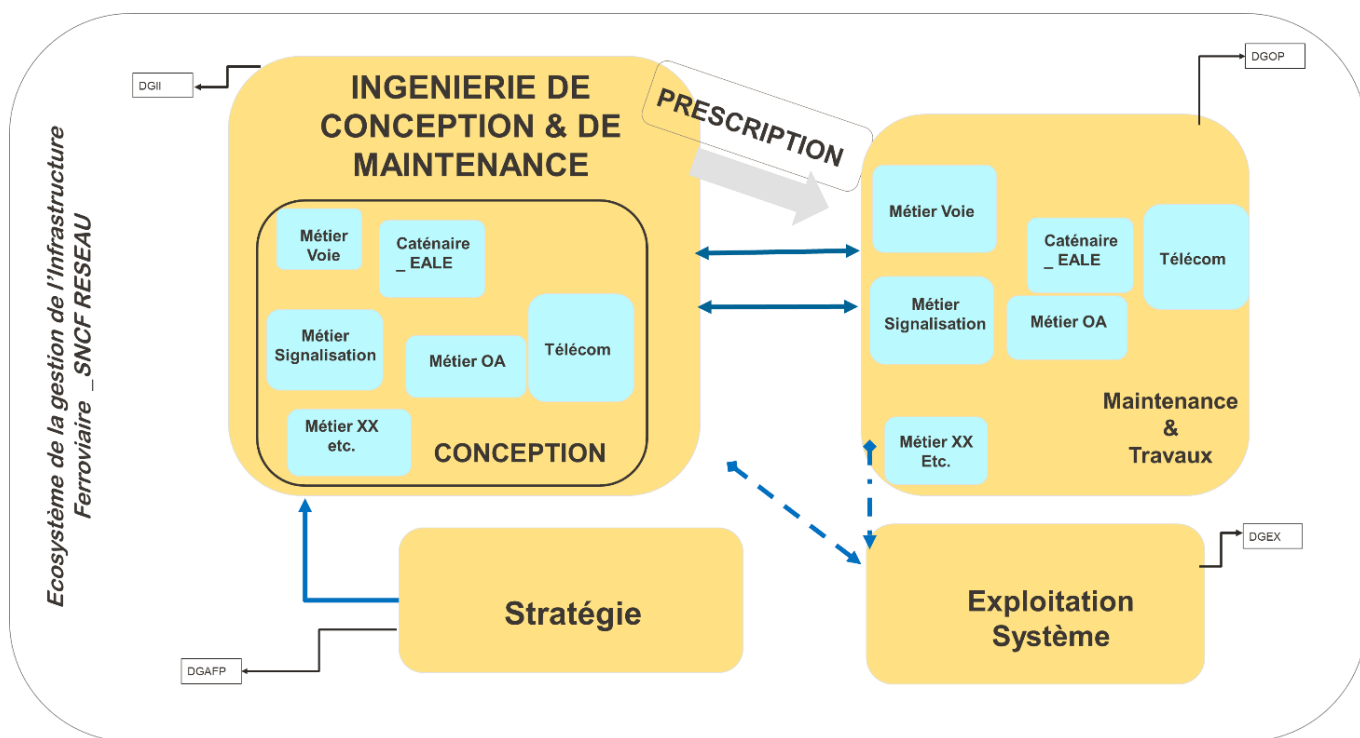 Ecosystème de la gestion de l'Infrastructure
Ferroviaire _SNCF RESEAU
DGII
INGENIERIE DE
CONCEPTION & DE
MAINTENANCE
Métier
Voie
Caténaire
_ EALE
Métier
Signalisation
Métier OA
Télécom
Métier XX
etc.
CONCEPTION
PRESCRIPTION
DGOP
Métier Voie
Caténaire
_ EALE
Télécom
Métier
Signalisation
Métier OA
Métier XX
Etc.
Maintenance
&
Travaux
Stratégie
DGAFP
Exploitation
Système
DGEX